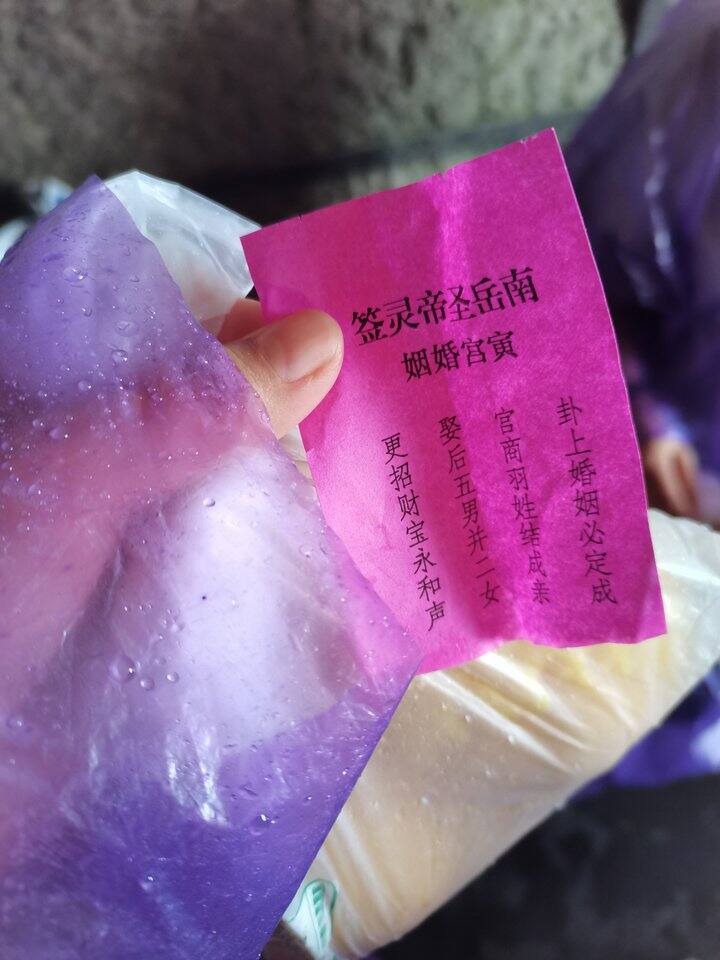 南岳圣帝灵签
寅宫婚姻
卦上婚姻必定成
官商羽姓结成亲
娶后五男并二女
更招财宝永和声